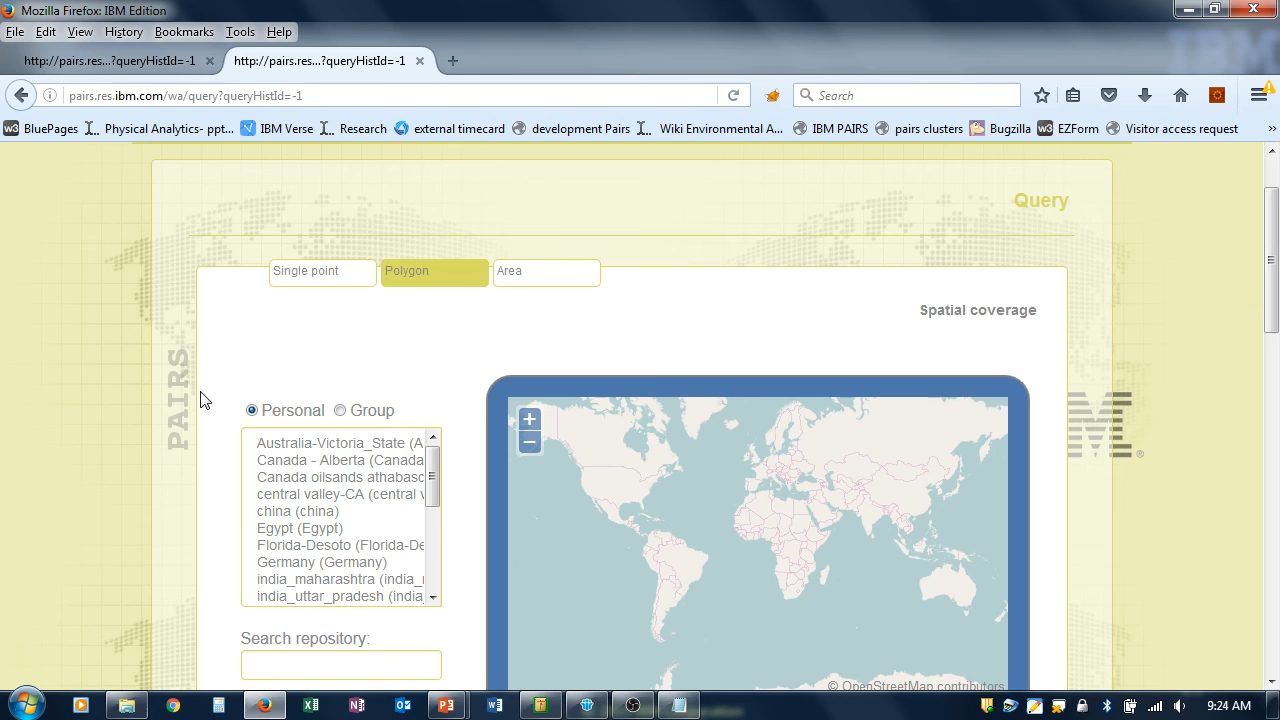 Mozilla Firefox: IBM Edition
File Edit View History Bookmarks Tools Help
http://pairs.res...?queryHistId=-1 http://pairs.res...?queryHistId=-1
pairs.res.ibm.com/wa/query?queryHistId=-1 Search
BluePages Physical Analytics- ppt... IBM Verse Research external timecard development Pairs Wiki Environmental A... IBM PAIRS pairs clusters Bugzilla EZForm Visitor access request
Query
Single point Polygon Area
Spatial coverage
PAIRS
IBM
Personal Group
Australia-Victoria_State (A
Canada - Alberta (Canada
Canada oilsands athabasc
central valley-CA (central v
china (china)
Egypt (Egypt)
Florida-Desoto (Florida-De
Germany (Germany)
india_maharashtra (india_
india_uttar_pradesh (india
Search repository:
© OpenStreetMap contributors
9:24 AM